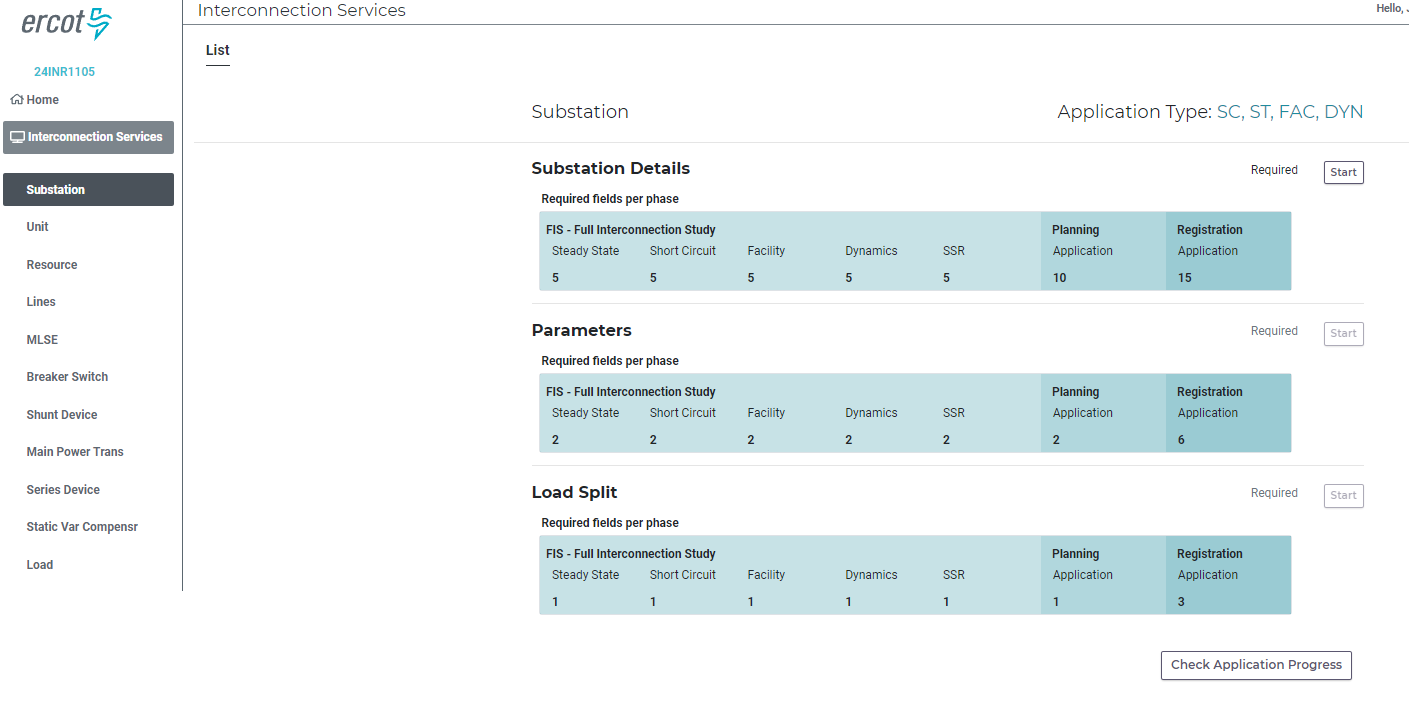 ercot
Interconnection Services
Hello, J
24INR1105
Home
Interconnection Services
Substation
Unit
Resource
Lines
MLSE
Breaker Switch
Shunt Device
Main Power Trans
Series Device
Static Var Compensr
Load
List
Substation Application Type: SC, ST, FAC, DYN
Substation Details Required Start
Required fields per phase
FIS - Full Interconnection Study Planning Registration
Steady State Short Circuit Facility Dynamics SSR Application Application
5 5 5 5 5 10 15
Parameters Required Start
Required fields per phase
FIS - Full Interconnection Study Planning Registration
Steady State Short Circuit Facility Dynamics SSR Application Application
2 2 2 2 2 2 6
Load Split Required Start
Required fields per phase
FIS - Full Interconnection Study Planning Registration
Steady State Short Circuit Facility Dynamics SSR Application Application
1 1 1 1 1 1 3
Check Application Progress